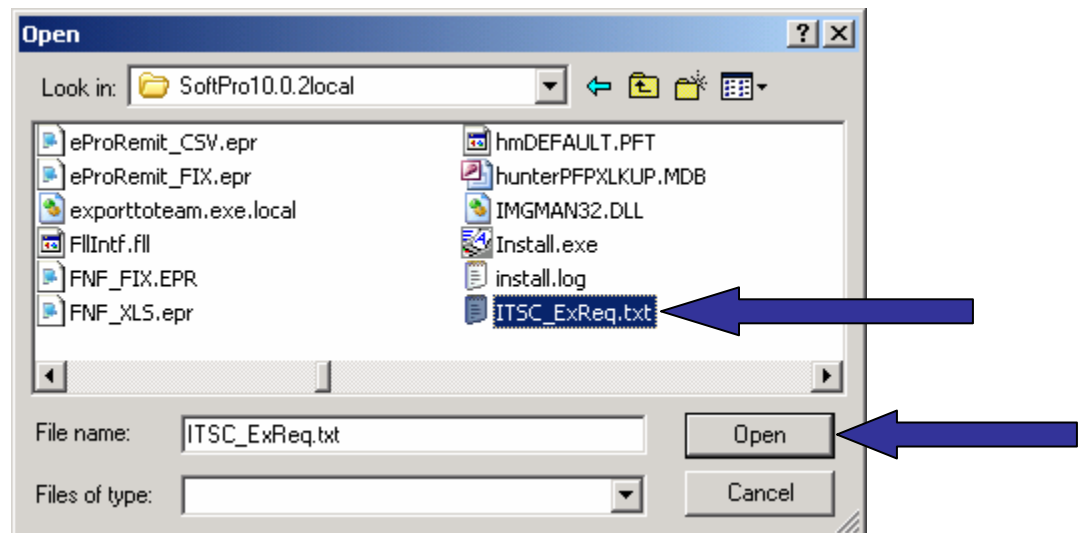 Open
Look in: SoftPro10.0.2local
eProRemit_CSV.epr
eProRemit_FIX.epr
exporttoteam.exe.local
FllIntf.fll
FNF_FIX.EPR
FNF_XLS.epr
hmDEFAULT.PFT
hunterPFPXLKUP.MDB
IMGMAN32.DLL
Install.exe
install.log
ITSC_ExReq.txt
File name: ITSC_ExReq.txt Open
Files of type: Cancel